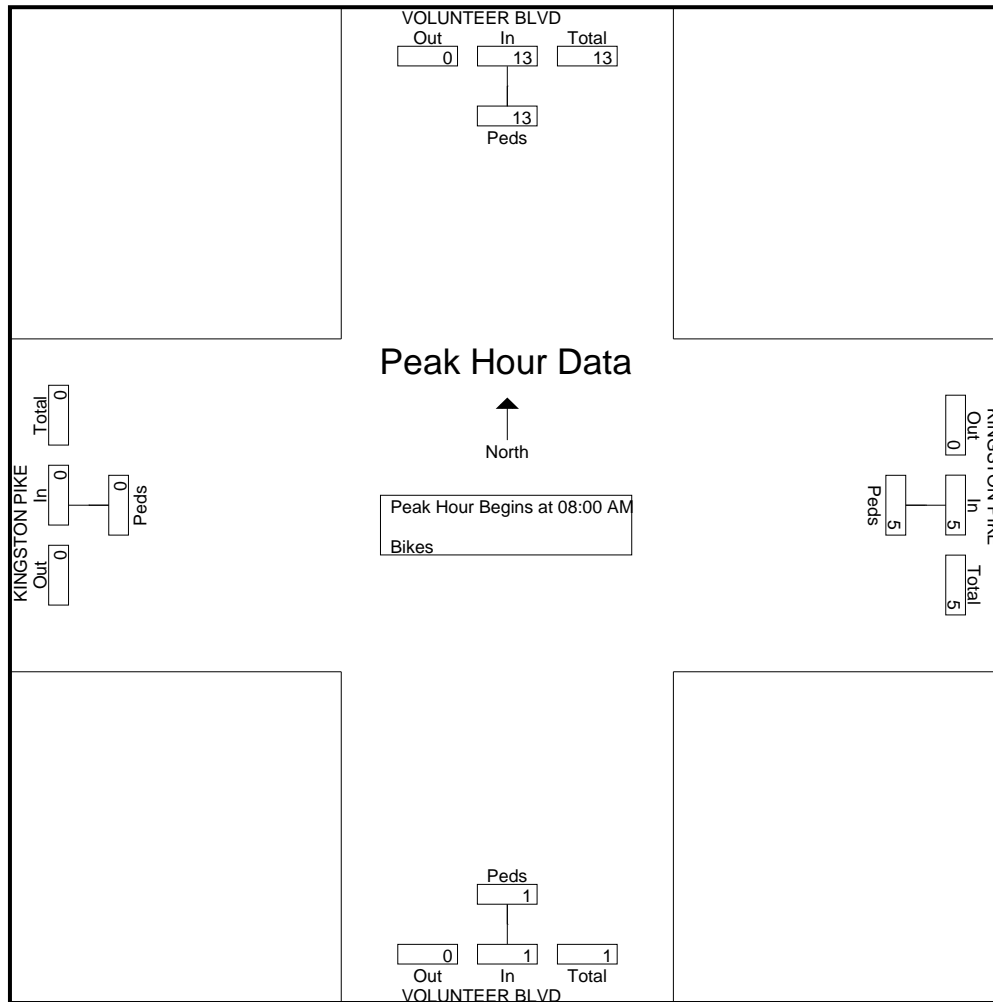 VOLUNTEER BLVD
Out In Total
0 13 13
13
Peds
Peak Hour Data
North
Peak Hour Begins at 08:00 AM
Bikes
KINGSTON PIKE
Out In Total
0 0 0
0
Peds
KINGSTON PIKE
Out In Total
0 5 5
5
Peds
Peds
1
0 1 1
Out In Total
VOLUNTEER BLVD